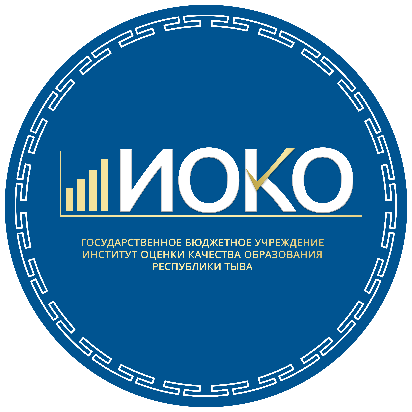 ИОКО
ГОСУДАРСТВЕННОЕ БЮДЖЕТНОЕ УЧРЕЖДЕНИЕ
ИНСТИТУТ ОЦЕНКИ КАЧЕСТВА ОБРАЗОВАНИЯ
РЕСПУБЛИКИ ТЫВА